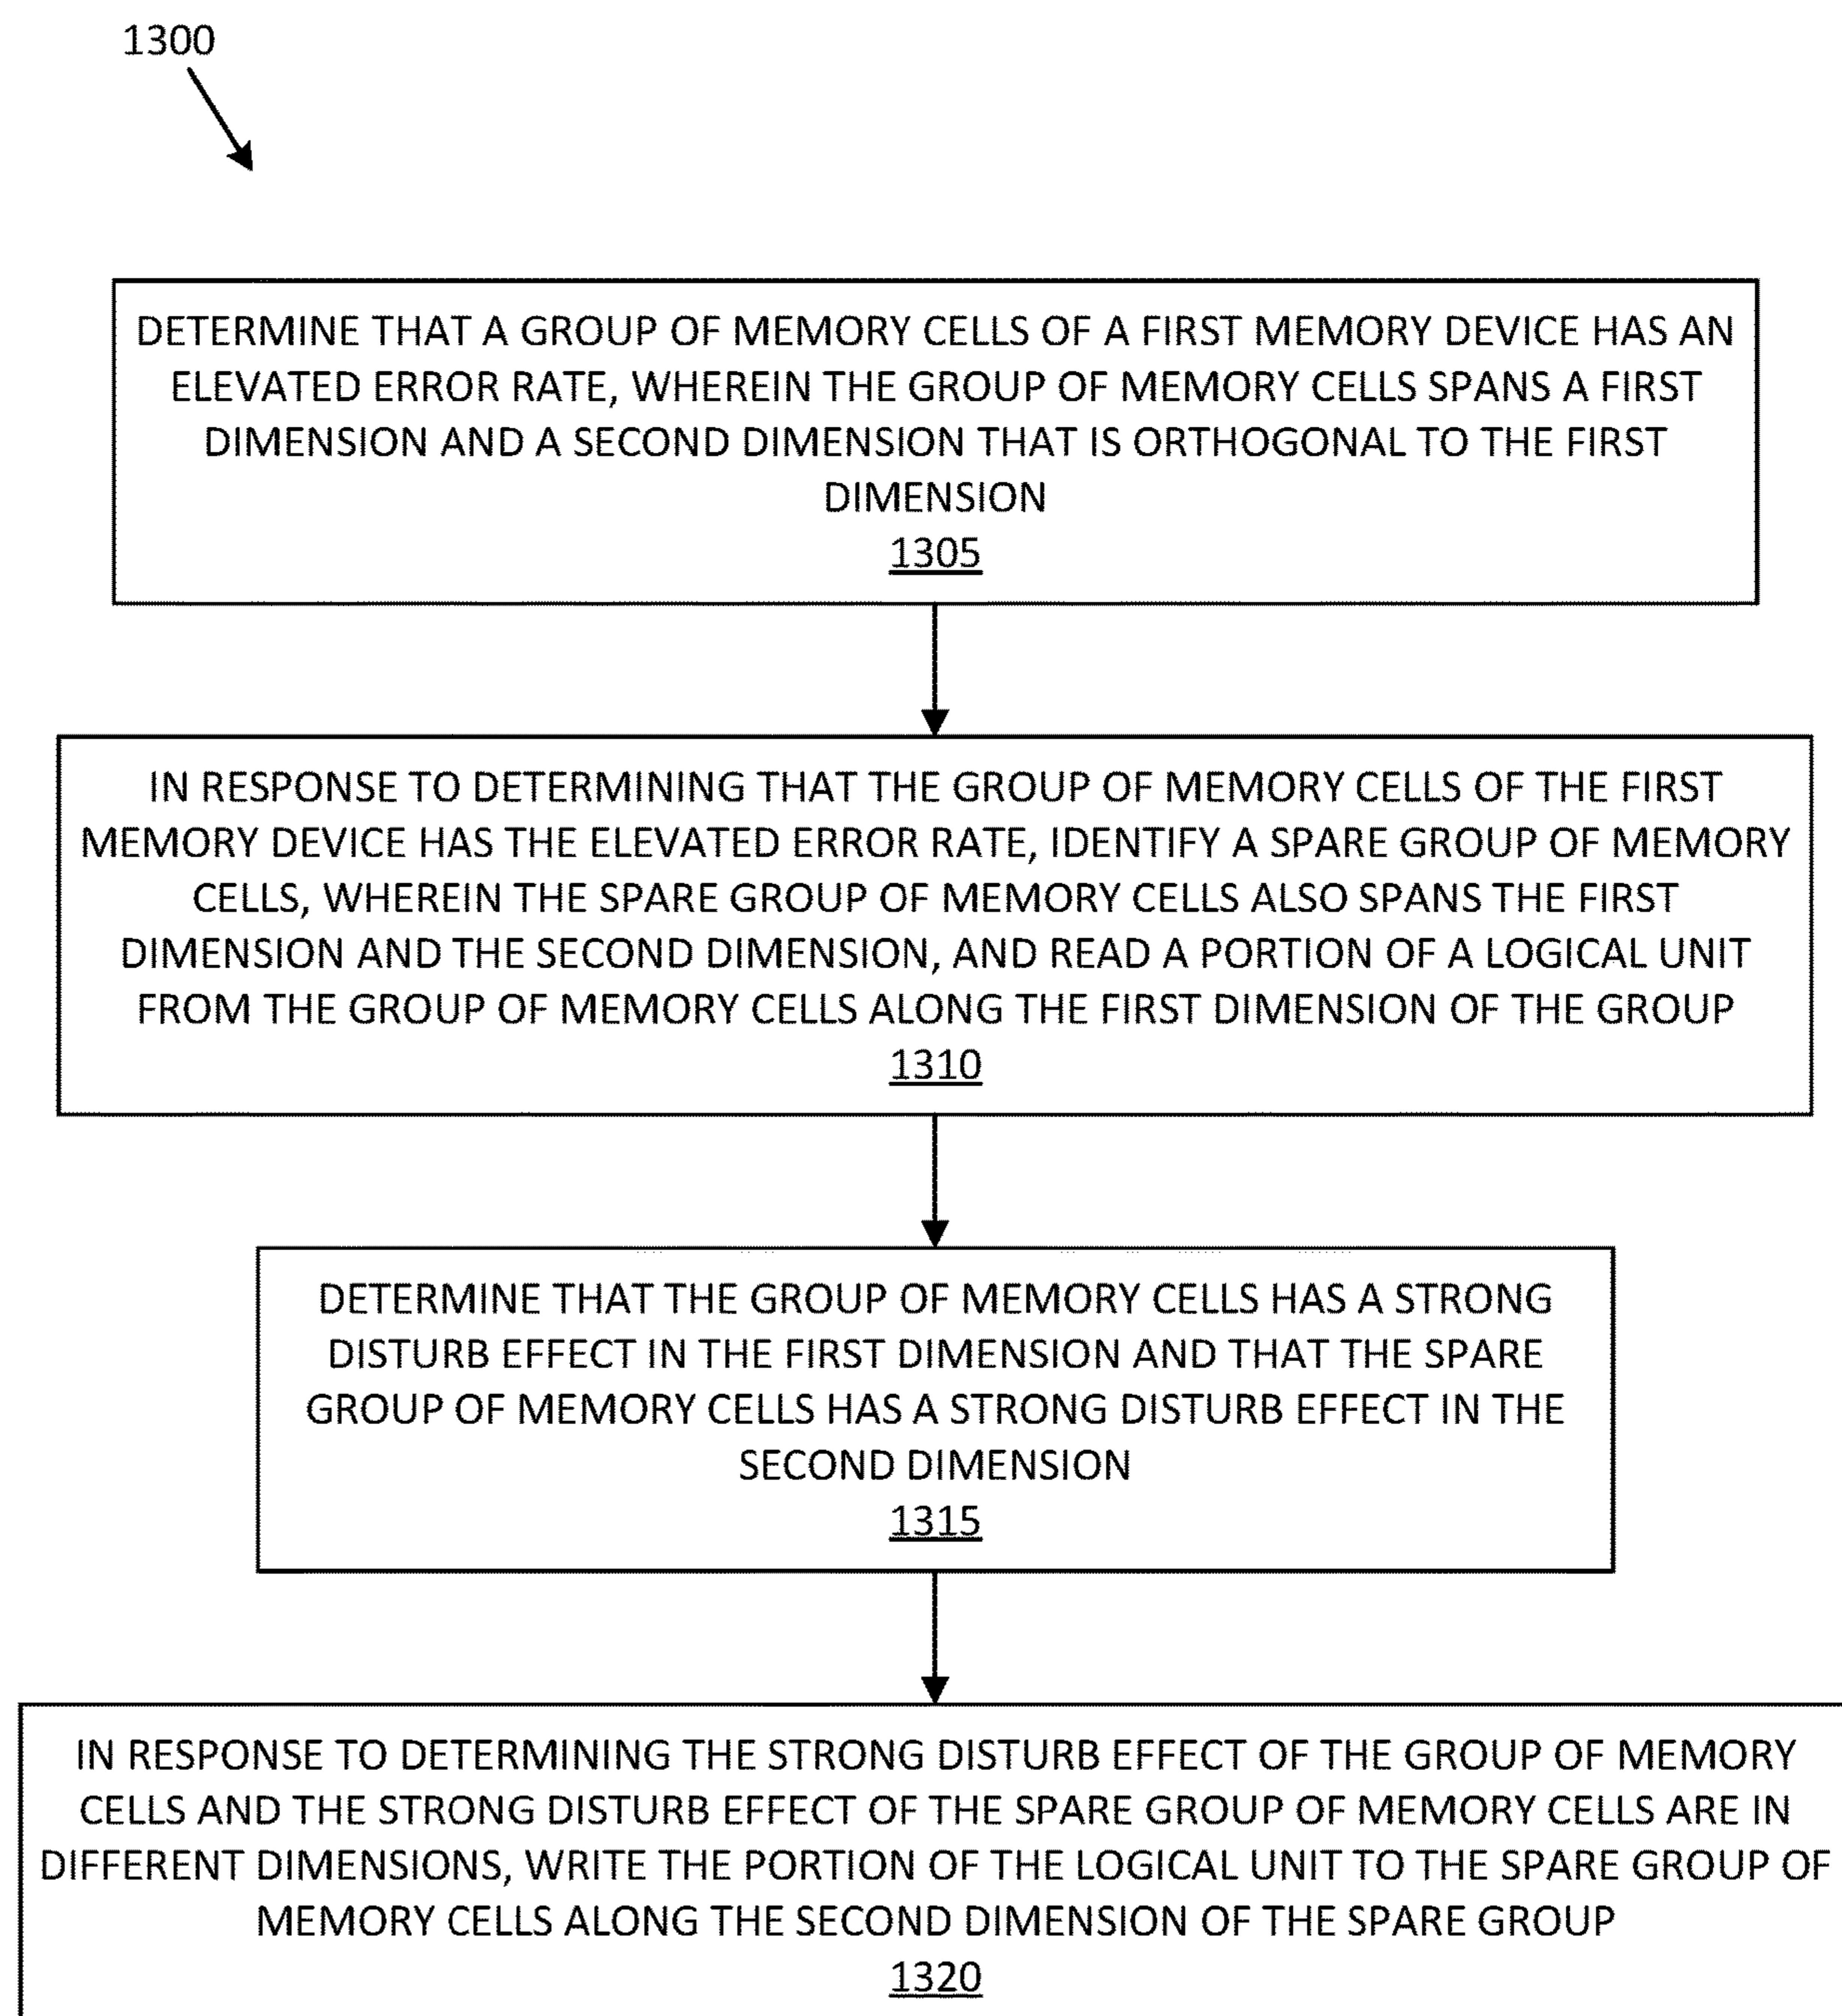 1300
DETERMINE THAT A GROUP OF MEMORY CELLS OF A FIRST MEMORY DEVICE HAS AN
ELEVATED ERROR RATE, WHEREIN THE GROUP OF MEMORY CELLS SPANS A FIRST
DIMENSION AND A SECOND DIMENSION THAT IS ORTHOGONAL TO THE FIRST
DIMENSION
1305
IN RESPONSE TO DETERMINING THAT THE GROUP OF MEMORY CELLS OF THE FIRST
MEMORY DEVICE HAS THE ELEVATED ERROR RATE, IDENTIFY A SPARE GROUP OF MEMORY
CELLS, WHEREIN THE SPARE GROUP OF MEMORY CELLS ALSO SPANS THE FIRST
DIMENSION AND THE SECOND DIMENSION, AND READ A PORTION OF A LOGICAL UNIT
FROM THE GROUP OF MEMORY CELLS ALONG THE FIRST DIMENSION OF THE GROUP
1310
DETERMINE THAT THE GROUP OF MEMORY CELLS HAS A STRONG
DISTURB EFFECT IN THE FIRST DIMENSION AND THAT THE SPARE
GROUP OF MEMORY CELLS HAS A STRONG DISTURB EFFECT IN THE
SECOND DIMENSION
1315
IN RESPONSE TO DETERMINING THE STRONG DISTURB EFFECT OF THE GROUP OF MEMORY
CELLS AND THE STRONG DISTURB EFFECT OF THE SPARE GROUP OF MEMORY CELLS ARE IN
DIFFERENT DIMENSIONS, WRITE THE PORTION OF THE LOGICAL UNIT TO THE SPARE GROUP OF
MEMORY CELLS ALONG THE SECOND DIMENSION OF THE SPARE GROUP
1320